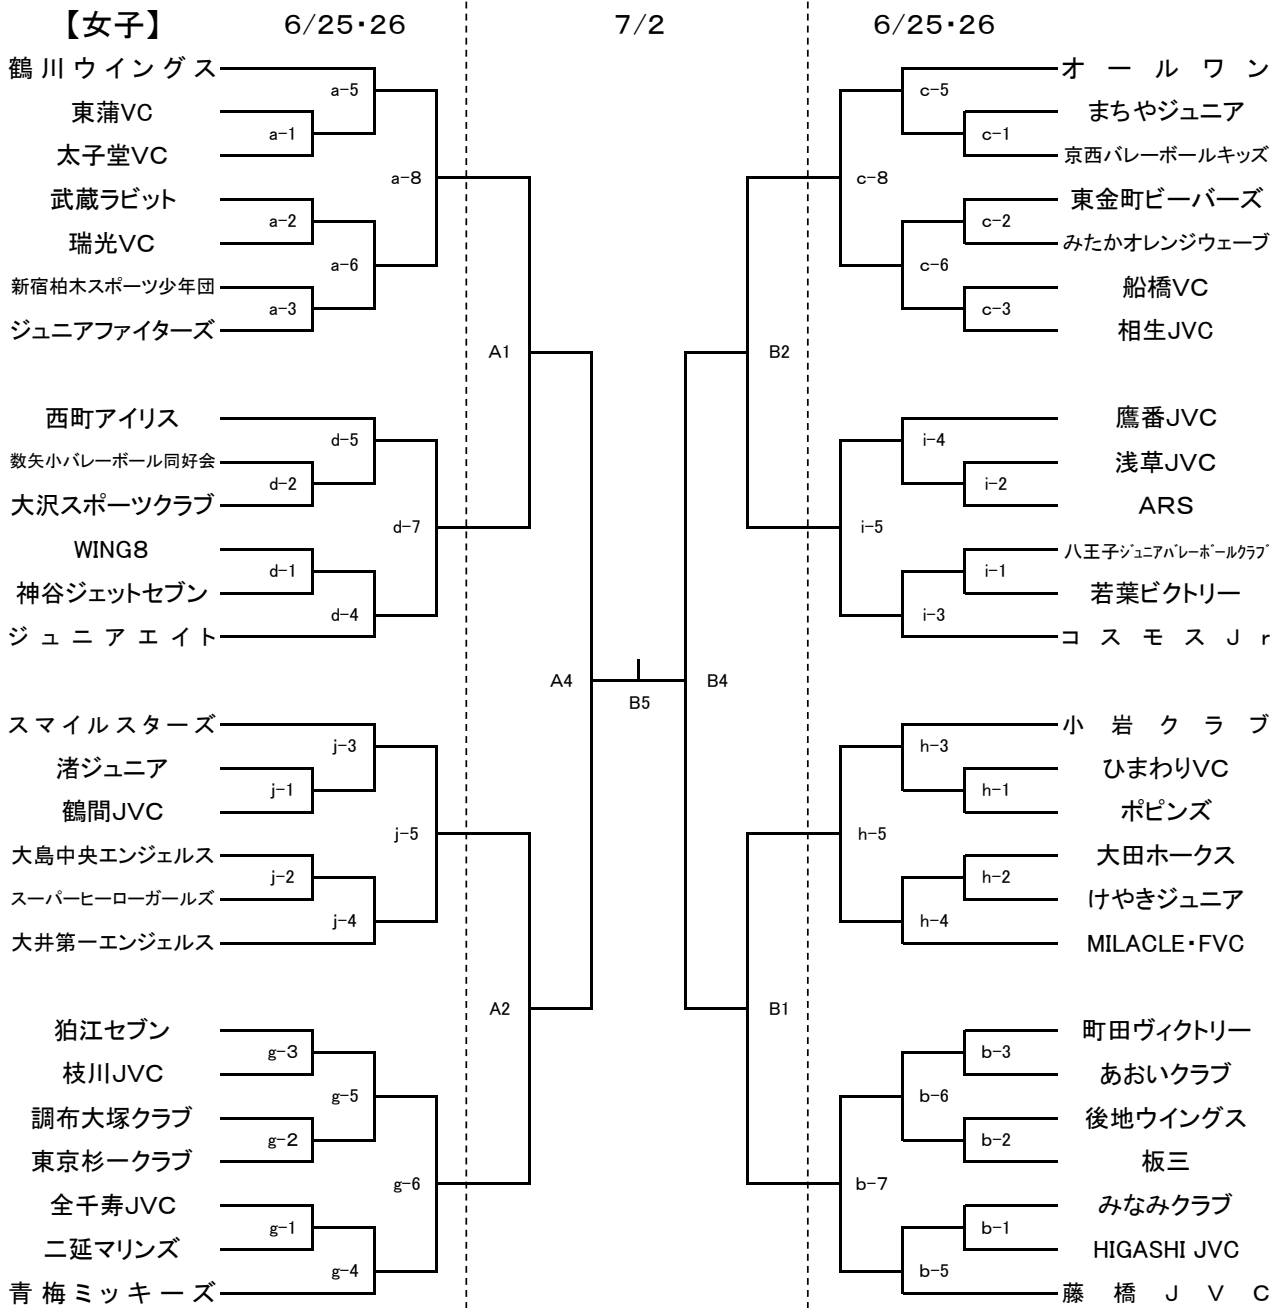 【女子】 6/25・26 7/2 6/25・26
鶴川ウイングス
a-5
東蒲VC
a-1
太子堂VC
a-8
武蔵ラビット
a-2
瑞光VC
a-6
新宿柏木スポーツ少年団
a-3
ジュニアファイターズ
A1
西町アイリス
d-5
数矢小バレーボール同好会
d-2
大沢スポーツクラブ
d-7
WING8
d-1
神谷ジェットセブン
d-4
ジュニアエイト
A4
スマイルスターズ
j-3
渚ジュニア
j-1
鶴間JVC
j-5
大島中央エンジェルス
j-2
スーパーヒーローガールズ
j-4
大井第一エンジェルス
A2
狛江セブン
g-3
枝川JVC
g-5
調布大塚クラブ
g-2
東京杉一クラブ
g-6
全千寿JVC
g-1
二延マリンズ
g-4
青梅ミッキーズ
B5
オールワン
c-5
まちやジュニア
c-1
京西バレーボールキッズ
c-8
東金町ビーバーズ
c-2
みたかオレンジウェーブ
c-6
船橋VC
c-3
相生JVC
B2
鷹番JVC
i-4
浅草JVC
i-2
ARS
i-5
八王子ジュニアバレーボールクラブ
i-1
若葉ビクトリー
i-3
コスモスJr
B4
小岩クラブ
h-3
ひまわりVC
h-1
ポピンズ
h-5
大田ホークス
h-2
けやきジュニア
h-4
MILACLE・FVC
B1
町田ヴィクトリー
b-3
あおいクラブ
b-6
後地ウイングス
b-2
板三
b-7
みなみクラブ
b-1
HIGASHI JVC
b-5
藤橋JVC